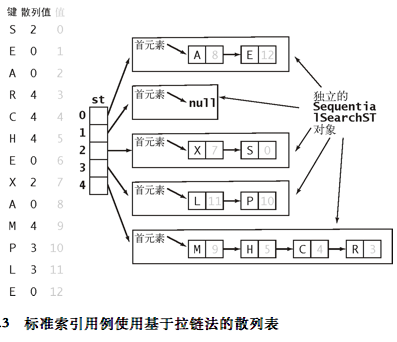 键 散列值 值
S 2 0
E 0 1
A 0 2
R 4 3
C 4 4
H 4 5
E 0 6
X 2 7
A 0 8
M 4 9
P 3 10
L 3 11
E 0 12
st
0
1
2
3
4
首元素
A 8 E 12
首元素
null
首元素
X 7 S 0
首元素
L 11 P 10
首元素
M 9 H 5 C 4 R 3
独立的
Sequentia
lSearchST
对象
.3 标准索引用例使用基于拉链法的散列表